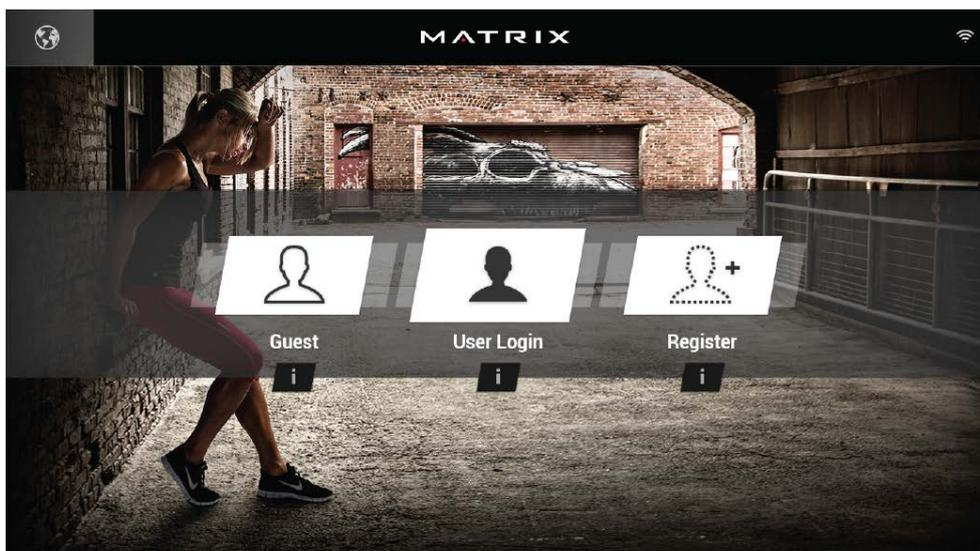 MATRIX
Guest
User Login
Register
i
i
i